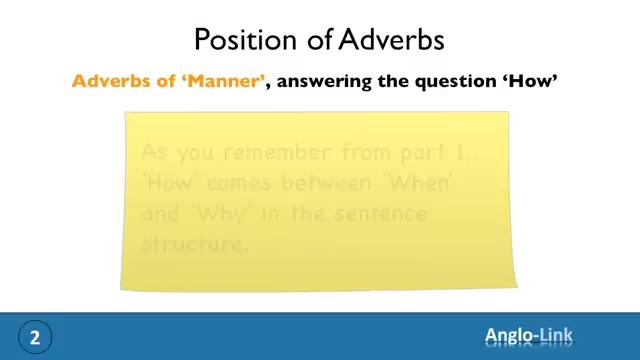 Position of Adverbs
Adverbs of ‘Manner’, answering the question ‘How’
As you remember from part 1,
‘How’ comes between ‘When’
and ‘Why’ in the sentence
structure.
2
Anglo-Link